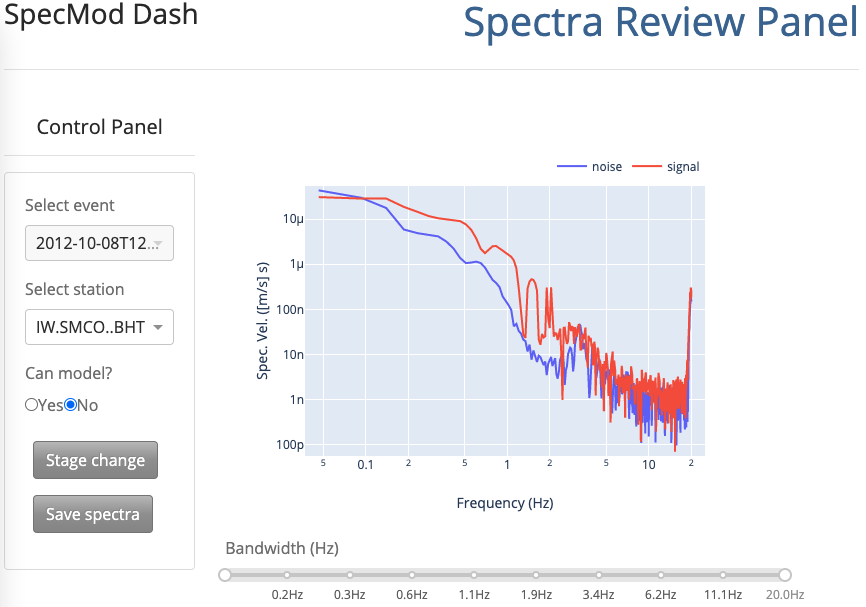 SpecMod Dash
Spectra Review Panel
Control Panel
Select event
2012-10-08T12...
Select station
IW.SMCO..BHT
Can model?
Yes No
Stage change
Save spectra
noise signal
Spec. Vel. ([m/s] s)
10μ
1μ
100n
10n
1n
100p
5 0.1 2 5 1 2 5 10 2
Frequency (Hz)
Bandwidth (Hz)
0.2Hz 0.3Hz 0.6Hz 1.1Hz 1.9Hz 3.4Hz 6.2Hz 11.1Hz 20.0Hz